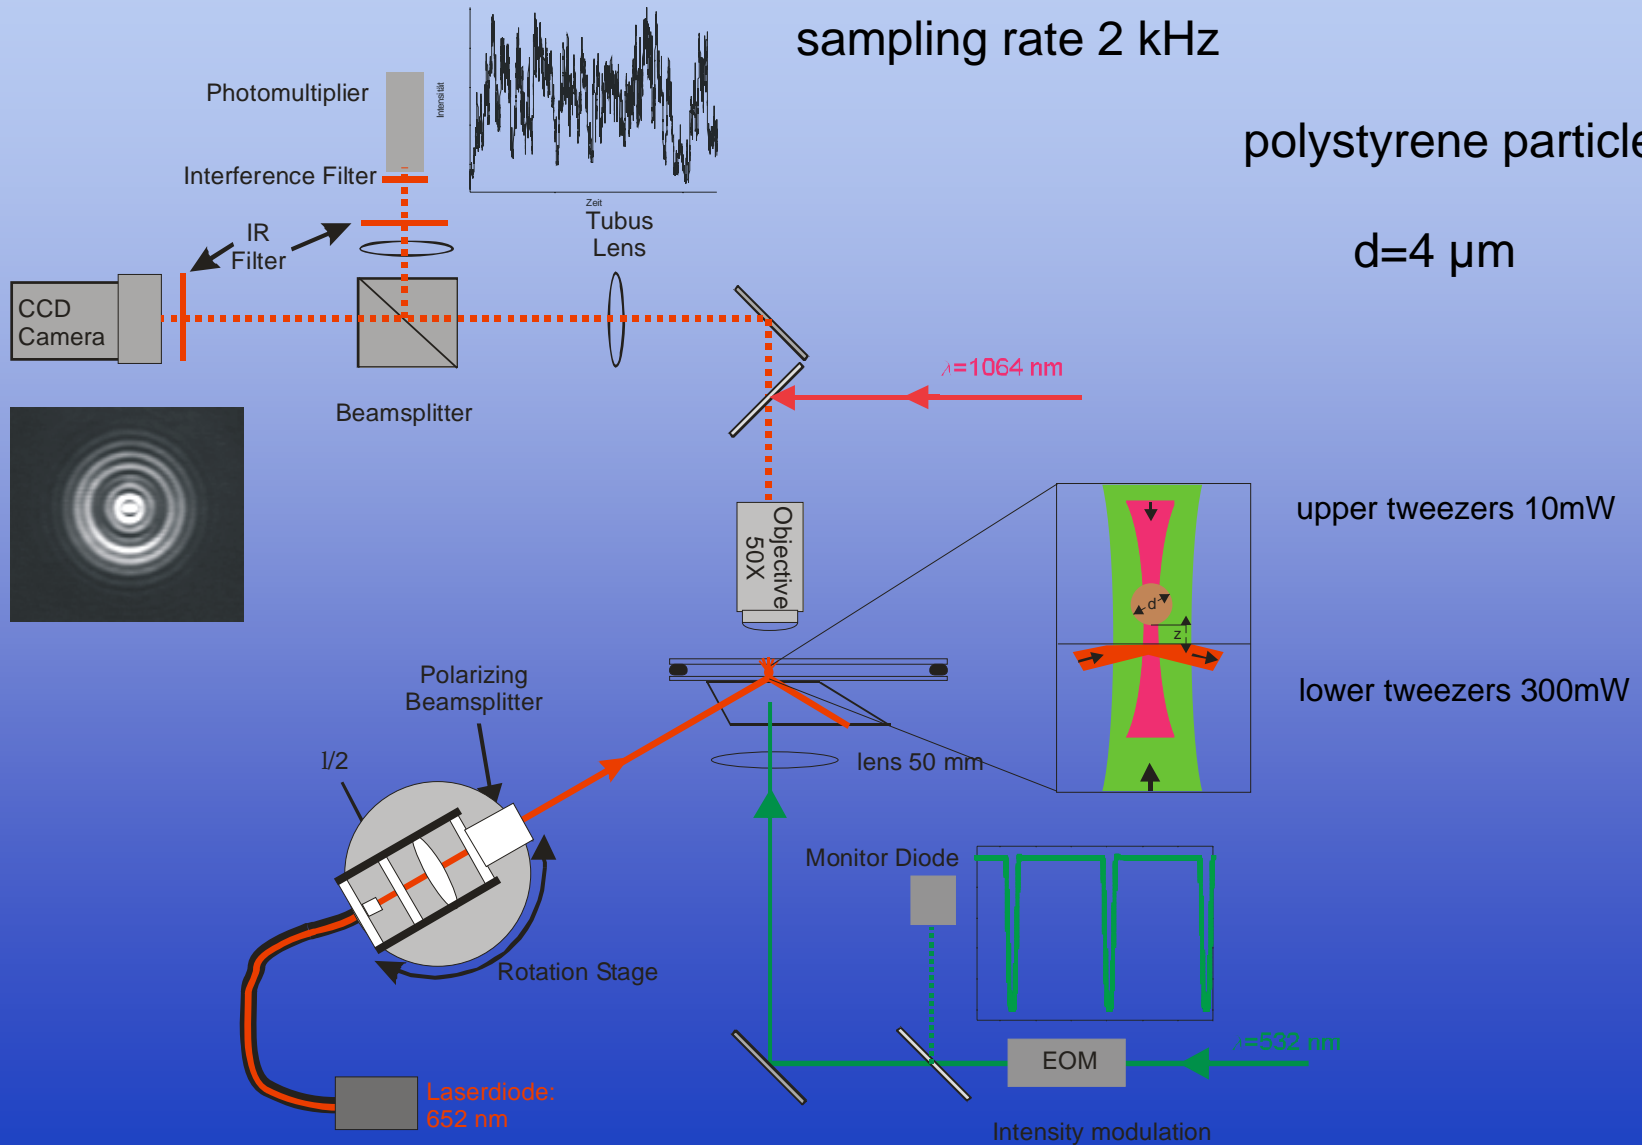 sampling rate 2 kHz
Photomultiplier
Intensität
polystyrene particle
Interference Filter
Zeit
Tubus
Lens
IR
Filter
d=4 µm
CCD
Camera
λ=1064 nm
Beamsplitter
Objective
50X
upper tweezers 10mW
d
z
Polarizing
Beamsplitter
lower tweezers 300mW
l/2
lens 50 mm
Monitor Diode
Rotation Stage
λ=532 nm
EOM
Laserdiode:
652 nm
Intensity modulation